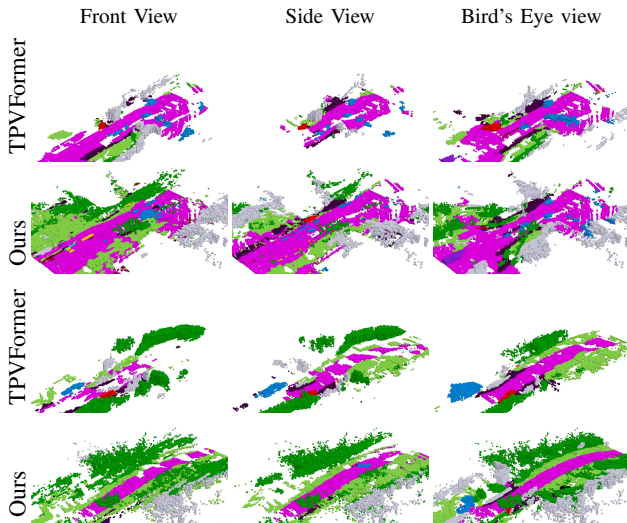 Front View Side View Bird's Eye view
TPVFormer
Ours
TPVFormer
Ours